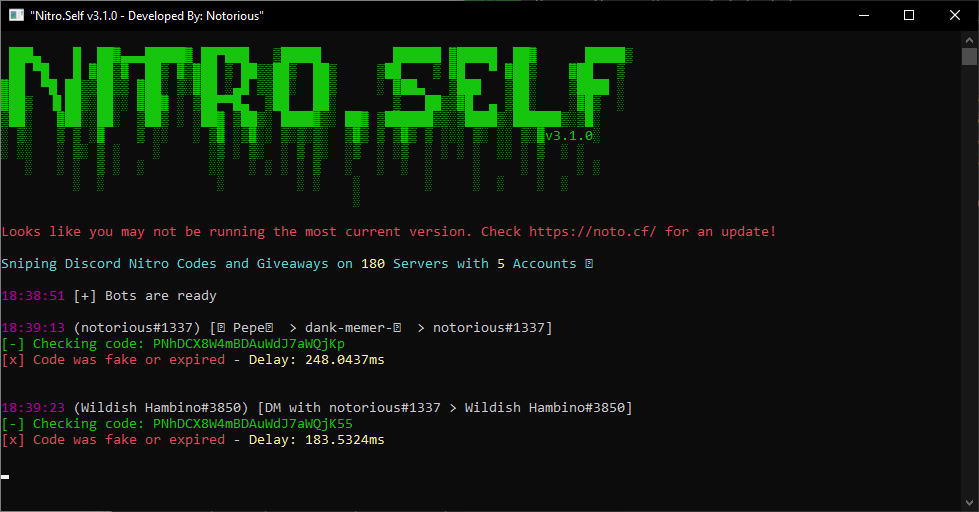 "Nitro.Self v3.1.0 - Developed By: Notorious"
NITRO.SELF
v3.1.0
Looks like you may not be running the most current version. Check https://noto.cf/ for an update!
Sniping Discord Nitro Codes and Giveaways on 180 Servers with 5 Accounts
18:38:51 [+] Bots are ready
18:39:13 (notorious#1337) [ Pepe > dank-memer- > notorious#1337]
[-] Checking code: PNhDCX8W4mBDAuWdJ7aWQjKp
[x] Code was fake or expired - Delay: 248.0437ms
18:39:23 (Wildish Hambino#3850) [DM with notorious#1337 > Wildish Hambino#3850]
[-] Checking code: PNhDCX8W4mBDAuWdJ7aWQjK55
[x] Code was fake or expired - Delay: 183.5324ms